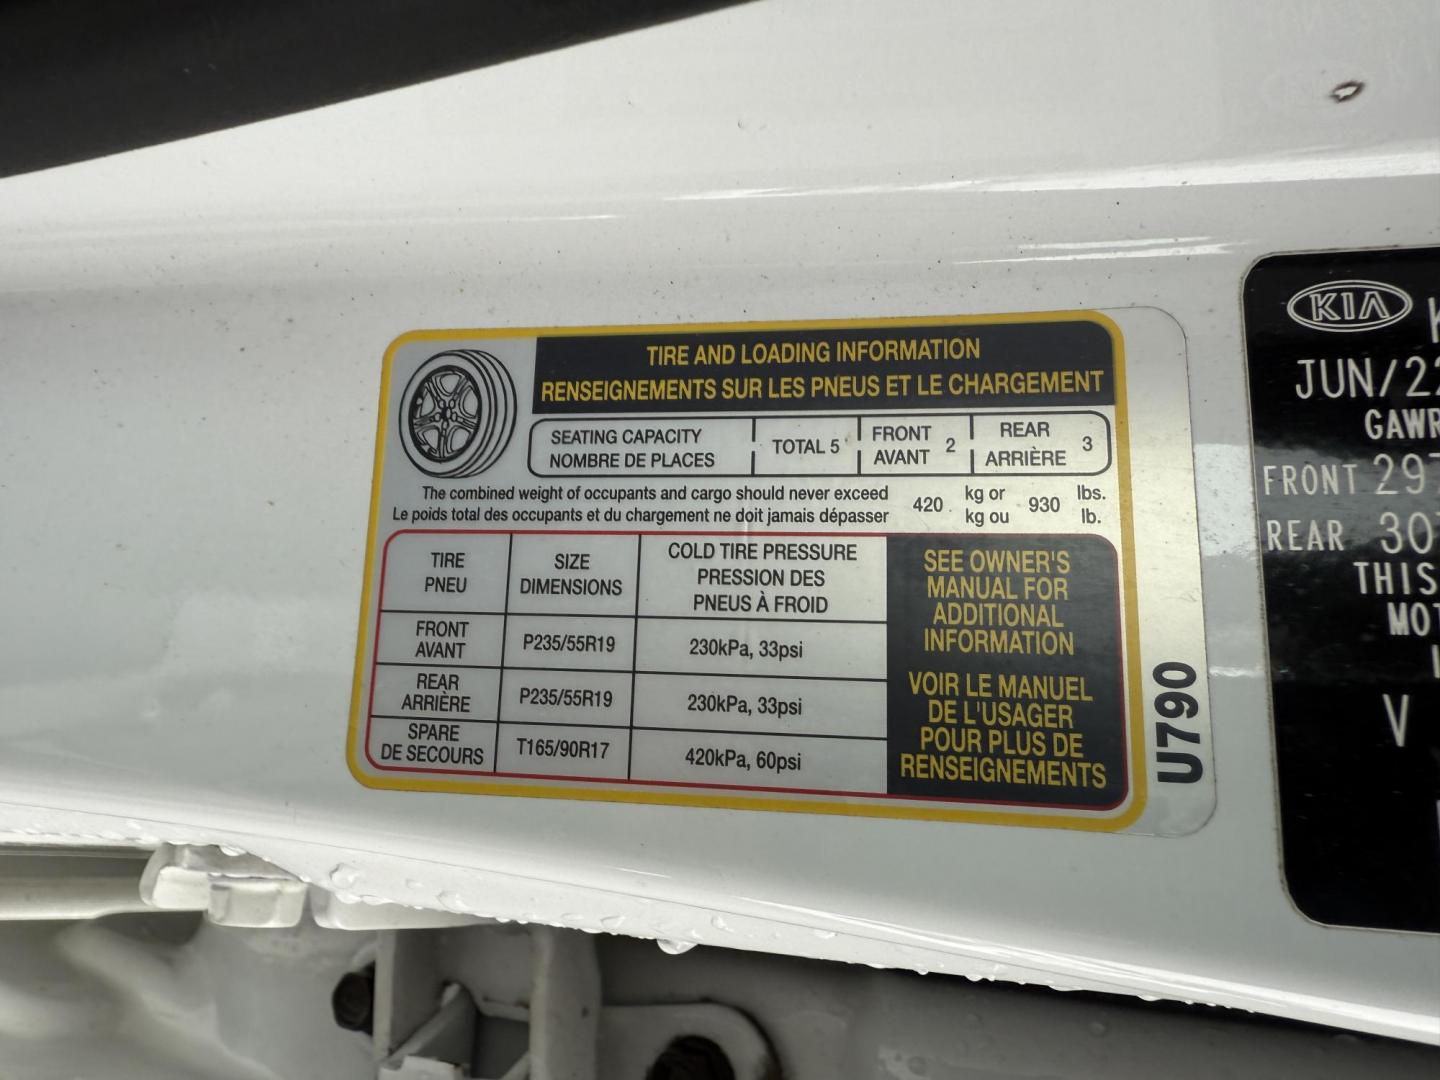 TIRE AND LOADING INFORMATION
RENSEIGNEMENTS SUR LES PNEUS ET LE CHARGEMENT
SEATING CAPACITY
NOMBRE DE PLACES
TOTAL 5
FRONT
AVANT
2
REAR
ARRIÈRE
3
The combined weight of occupants and cargo should never exceed
Le poids total des occupants et du chargement ne doit jamais dépasser
420
kg or
kg ou
930
lbs.
lb.
TIRE
PNEU
SIZE
DIMENSIONS
COLD TIRE PRESSURE
PRESSION DES
PNEUS À FROID
FRONT
AVANT
P235/55R19
230kPa, 33psi
REAR
ARRIÈRE
P235/55R19
230kPa, 33psi
SPARE
DE SECOURS
T165/90R17
420kPa, 60psi
SEE OWNER'S
MANUAL FOR
ADDITIONAL
INFORMATION
VOIR LE MANUEL
DE L'USAGER
POUR PLUS DE
RENSEIGNEMENTS
U790
KIA
JUN/22
GAWR
FRONT 297
REAR 307
THIS
MOT
V